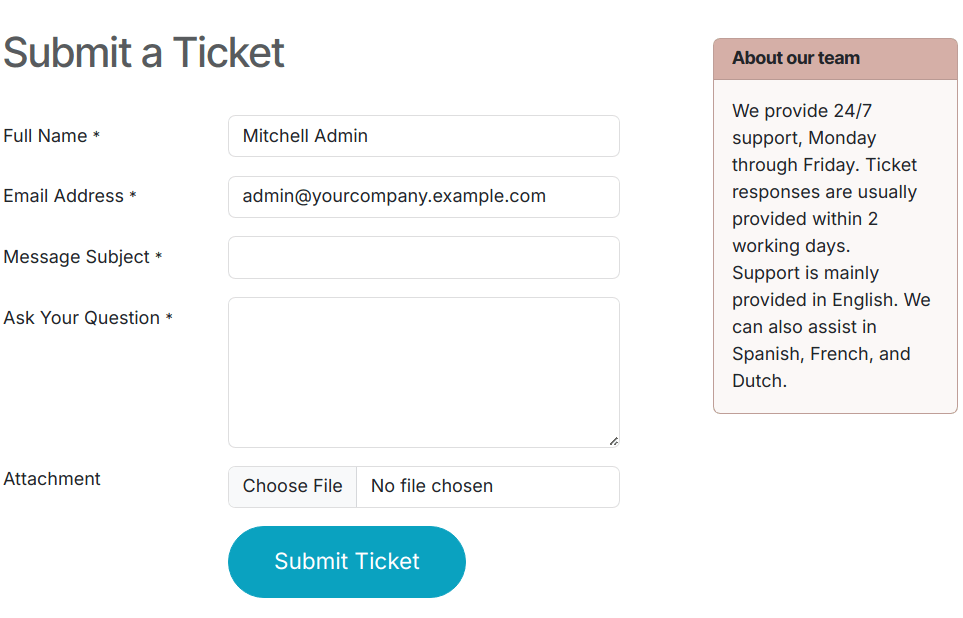 Submit a Ticket
Full Name *
Mitchell Admin
Email Address *
admin@yourcompany.example.com
Message Subject *
Ask Your Question *
Attachment
Choose File
No file chosen
Submit Ticket
About our team
We provide 24/7
support, Monday
through Friday. Ticket
responses are usually
provided within 2
working days.
Support is mainly
provided in English. We
can also assist in
Spanish, French, and
Dutch.